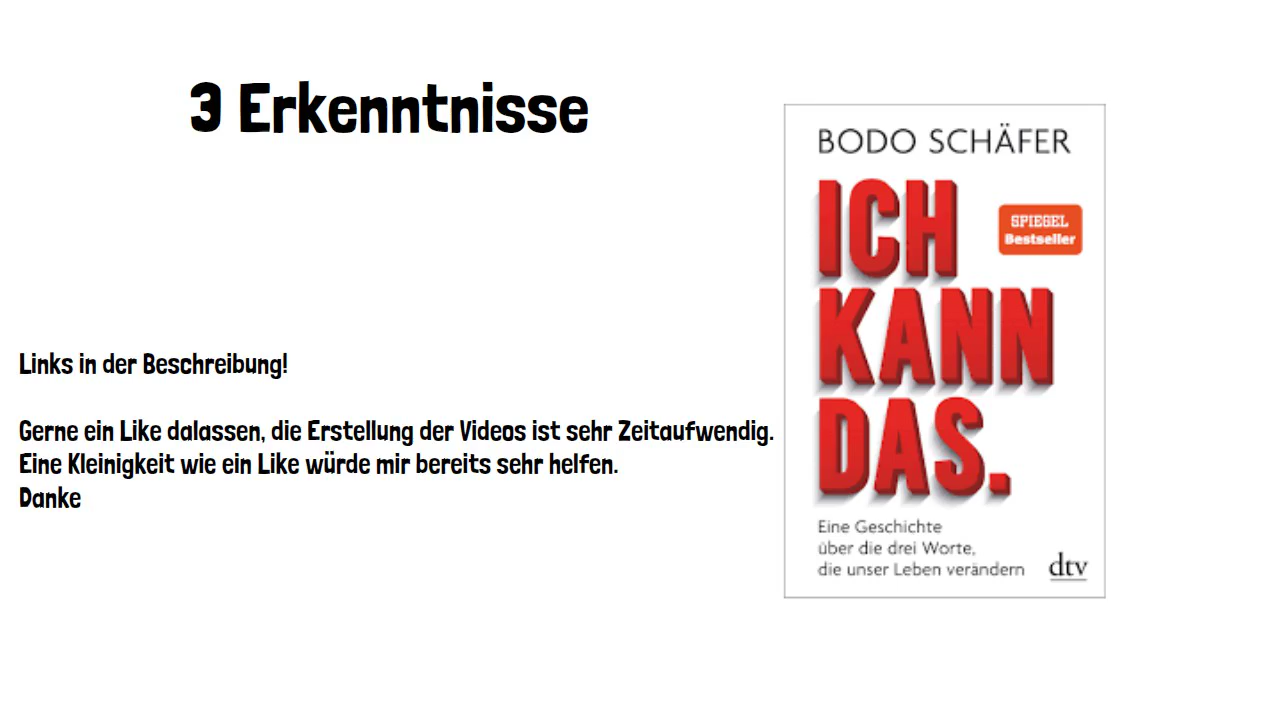 3 Erkenntnisse
Links in der Beschreibung!
Gerne ein Like dalassen, die Erstellung der Videos ist sehr Zeitaufwendig.
Eine Kleinigkeit wie ein Like würde mir bereits sehr helfen.
Danke
BODO SCHÄFER
ICH
SPIEGEL
Bestseller
KANN
DAS.
Eine Geschichte
über die drei Worte,
die unser Leben verändern
dtv